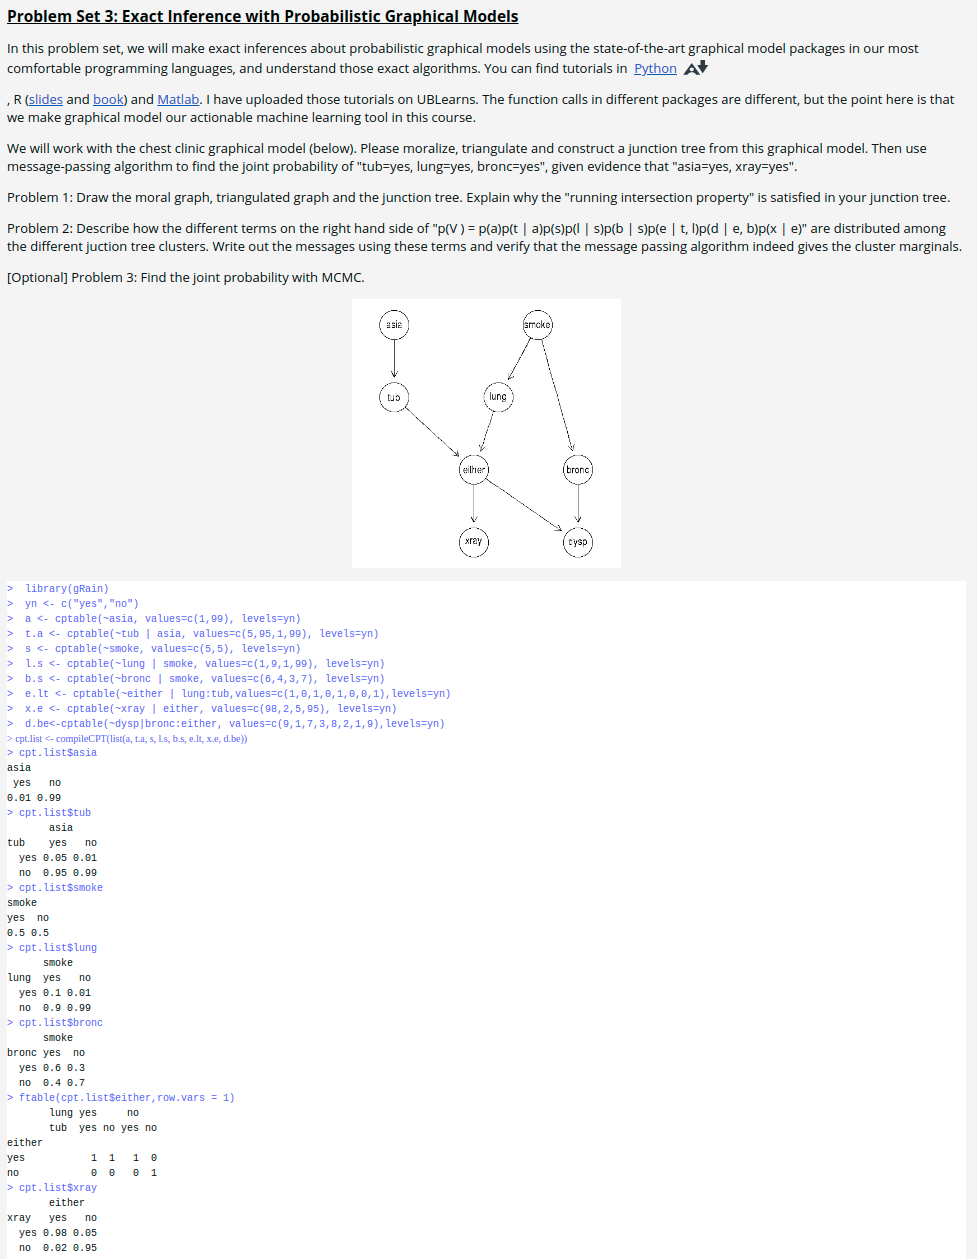 Problem Set 3: Exact Inference with Probabilistic Graphical Models
In this problem set, we will make exact inferences about probabilistic graphical models using the state-of-the-art graphical model packages in our most
comfortable programming languages, and understand those exact algorithms. You can find tutorials in Python
, R (slides and book) and Matlab. I have uploaded those tutorials on UBLearns. The function calls in different packages are different, but the point here is that
we make graphical model our actionable machine learning tool in this course.
We will work with the chest clinic graphical model (below). Please moralize, triangulate and construct a junction tree from this graphical model. Then use
message-passing algorithm to find the joint probability of "tub=yes, lung=yes, bronc=yes", given evidence that "asia=yes, xray=yes".
Problem 1: Draw the moral graph, triangulated graph and the junction tree. Explain why the "running intersection property" is satisfied in your junction tree.
Problem 2: Describe how the different terms on the right hand side of "p(V ) = p(a)p(t | a)p(s)p(l | s)p(b | s)p(e | t, l)p(d | e, b)p(x | e)" are distributed among
the different juction tree clusters. Write out the messages using these terms and verify that the message passing algorithm indeed gives the cluster marginals.
[Optional] Problem 3: Find the joint probability with MCMC.
asia
smoke
tub
lung
either
bronc
xray
dysp
> library(gRain)
> yn <- c("yes","no")
> a <- cptable(~asia, values=c(1,99), levels=yn)
> t.a <- cptable(~tub | asia, values=c(5,95,1,99), levels=yn)
> s <- cptable(~smoke, values=c(5,5), levels=yn)
> l.s <- cptable(~lung | smoke, values=c(1,9,1,99), levels=yn)
> b.s <- cptable(~bronc | smoke, values=c(6,4,3,7), levels=yn)
> e.lt <- cptable(~either | lung:tub,values=c(1,0,1,0,1,0,0,1),levels=yn)
> x.e <- cptable(~xray | either, values=c(98,2,5,95), levels=yn)
> d.be<-cptable(~dysp|bronc:either, values=c(9,1,7,3,8,2,1,9),levels=yn)
> cpt.list <- compileCPT(list(a, t.a, s, l.s, b.s, e.lt, x.e, d.be))
> cpt.list$asia
asia
yes no
0.01 0.99
> cpt.list$tub
asia
tub yes no
yes 0.05 0.01
no 0.95 0.99
> cpt.list$smoke
smoke
yes no
0.5 0.5
> cpt.list$lung
smoke
lung yes no
yes 0.1 0.01
no 0.9 0.99
> cpt.list$bronc
smoke
bronc yes no
yes 0.6 0.3
no 0.4 0.7
> ftable(cpt.list$either,row.vars = 1)
lung yes no
tub yes no yes no
either
yes 1 1 1 0
no 0 0 0 1
> cpt.list$xray
either
xray yes no
yes 0.98 0.05
no 0.02 0.95